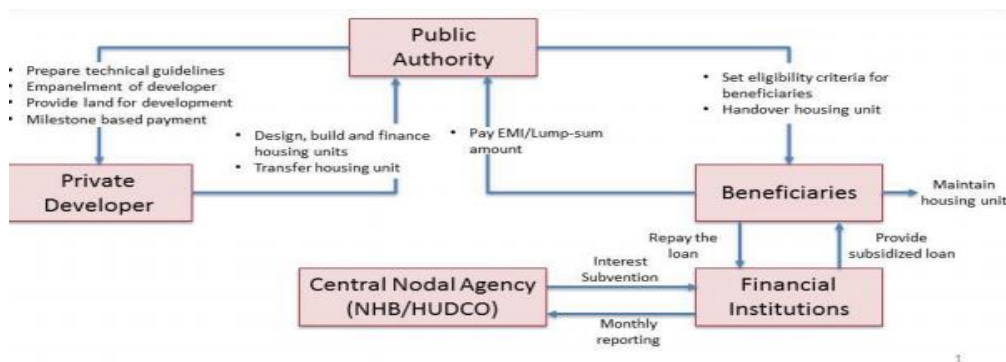 Public
Authority
• Prepare technical guidelines
• Empanelment of developer
• Provide land for development
• Milestone based payment
• Design, build and finance
housing units
• Transfer housing unit
• Pay EMI/Lump-sum
amount
• Set eligibility criteria for
beneficiaries
• Handover housing unit
Private
Developer
Beneficiaries
Maintain
housing unit
Repay the
loan
Provide
subsidized loan
Central Nodal Agency
(NHB/HUDCO)
Interest
Subvention
Monthly
reporting
Financial
Institutions
1